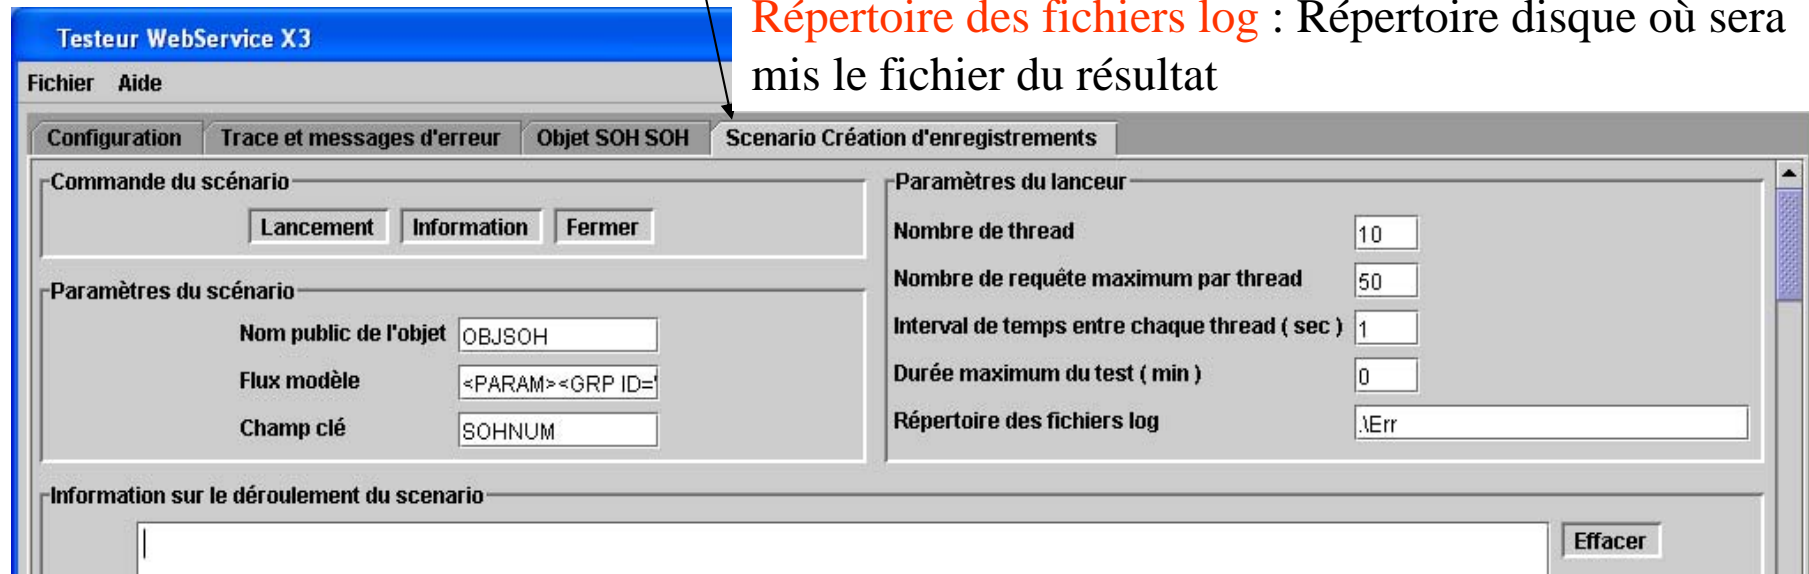 Répertoire des fichiers log : Répertoire disque où sera
mis le fichier du résultat
Testeur WebService X3
Fichier Aide
Configuration Trace et messages d'erreur Objet SOH SOH Scenario Création d'enregistrements
Commande du scénario
Lancement Information Fermer
Paramètres du scénario
Nom public de l'objet OBJSOH
Flux modèle <PARAM><GRP ID='
Champ clé SOHNUM
Paramètres du lanceur
Nombre de thread 10
Nombre de requête maximum par thread 50
Interval de temps entre chaque thread ( sec ) 1
Durée maximum du test ( min ) 0
Répertoire des fichiers log .\Err
Information sur le déroulement du scenario
Effacer